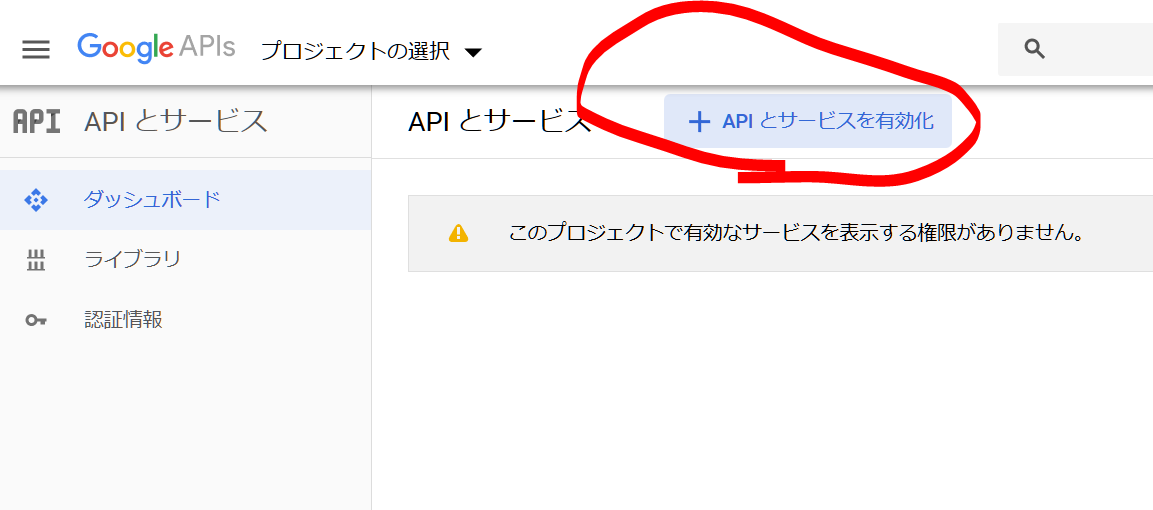 Google APIs プロジェクトの選択
API API とサービス
API とサービス
+ API とサービスを有効化
ダッシュボード
このプロジェクトで有効なサービスを表示する権限がありません。
ライブラリ
認証情報